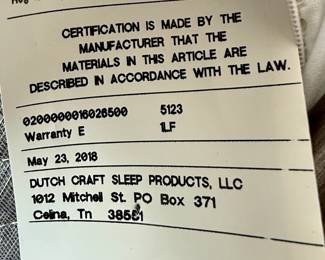 CERTIFICATION IS MADE BY THE
MANUFACTURER THAT THE
MATERIALS IN THIS ARTICLE ARE
DESCRIBED IN ACCORDANCE WITH THE LAW.
0200000016026500 5123
Warranty E 1LF
May 23, 2018
DUTCH CRAFT SLEEP PRODUCTS, LLC
1012 Mitchell St. PO Box 371
Celina, Tn 38551